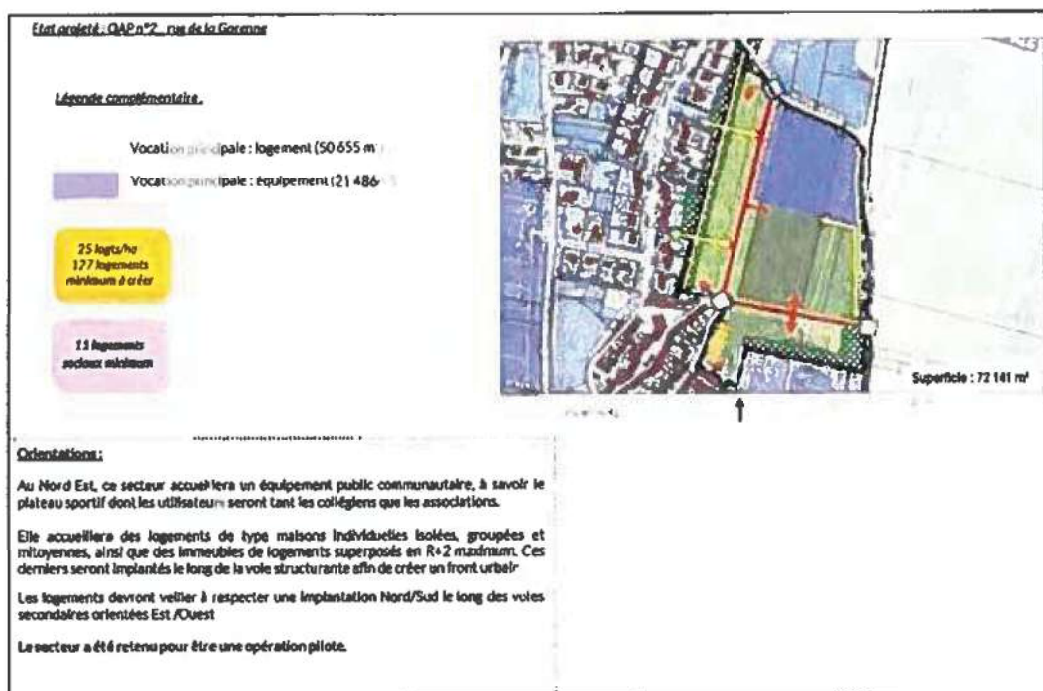 Etat projeté : OAP n°2 rue de la Garenne
Légende complémentaire :
Vocation principale : logement (50 655 m
Vocation principale : équipement (21 486
25 logts/ha
127 logements
minimum à créer
11 logements
sociaux minimum
Superficie : 72 141 m²
Orientations :
Au Nord Est, ce secteur accueillera un équipement public communautaire, à savoir le
plateau sportif dont les utilisateurs seront tant les collégiens que les associations.
Elle accueillera des logements de type maisons individuelles isolées, groupées et
mitoyennes, ainsi que des immeubles de logements superposés en R+2 maximum. Ces
derniers seront implantés le long de la voie structurante afin de créer un front urbain
Les logements devront veiller à respecter une implantation Nord/Sud le long des voies
secondaires orientées Est /Ouest
Le secteur a été retenu pour être une opération pilote.